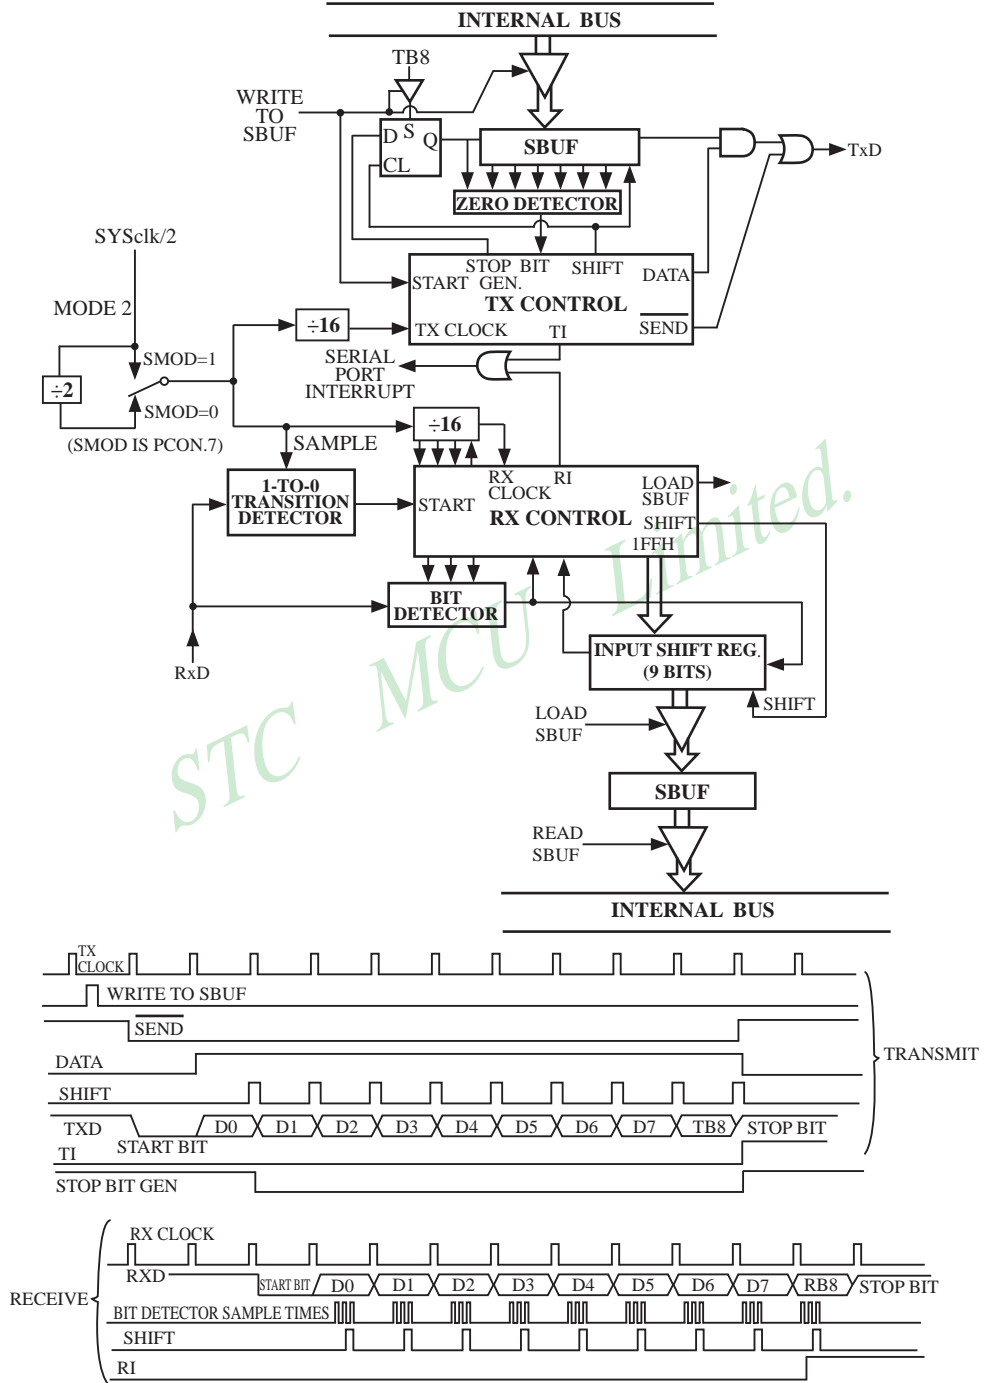 INTERNAL BUS
TB8
WRITE
TO
SBUF
D S Q
CL
SBUF
TxD
ZERO DETECTOR
SYSclk/2
STOP BIT SHIFT
GEN.
START
DATA
TX CONTROL
MODE 2
÷16
TX CLOCK
TI
SEND
SERIAL
PORT
INTERRUPT
SMOD=1
÷2
SMOD=0
(SMOD IS PCON.7)
SAMPLE
÷16
1-TO-0
TRANSITION
DETECTOR
START
RX
CLOCK
RI
LOAD
SBUF
RX CONTROL
SHIFT
1FFH
BIT
DETECTOR
RxD
INPUT SHIFT REG.
(9 BITS)
SHIFT
LOAD
SBUF
SBUF
READ
SBUF
INTERNAL BUS
STC MCU Limited.
TX
CLOCK
WRITE TO SBUF
SEND
DATA
TRANSMIT
SHIFT
TXD START BIT D0 D1 D2 D3 D4 D5 D6 D7 TB8 STOP BIT
TI
STOP BIT GEN
RX CLOCK
RXD START BIT D0 D1 D2 D3 D4 D5 D6 D7 RB8 STOP BIT
RECEIVE
BIT DETECTOR SAMPLE TIMES
SHIFT
RI